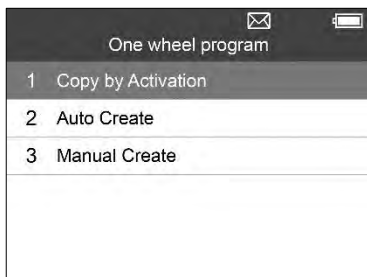 One wheel program
1 Copy by Activation
2 Auto Create
3 Manual Create